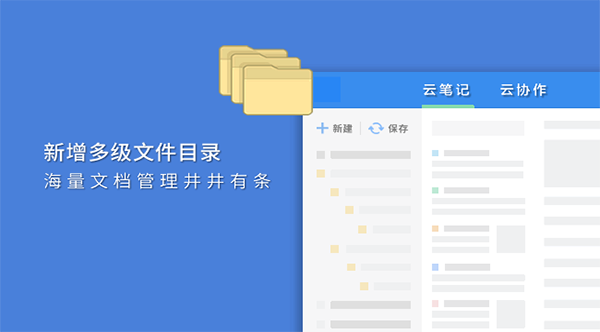 云笔记 云协作
新建 保存
新增多级文件目录
海量文档管理井井有条